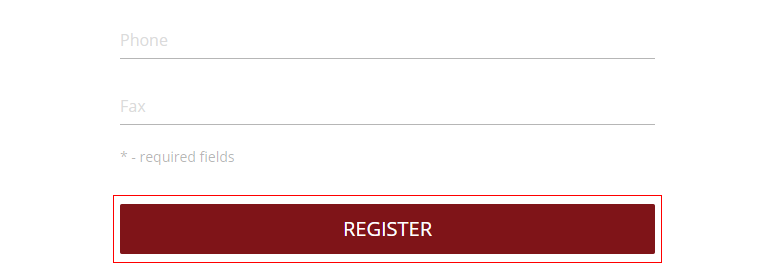 Phone
Fax
* - required fields
REGISTER